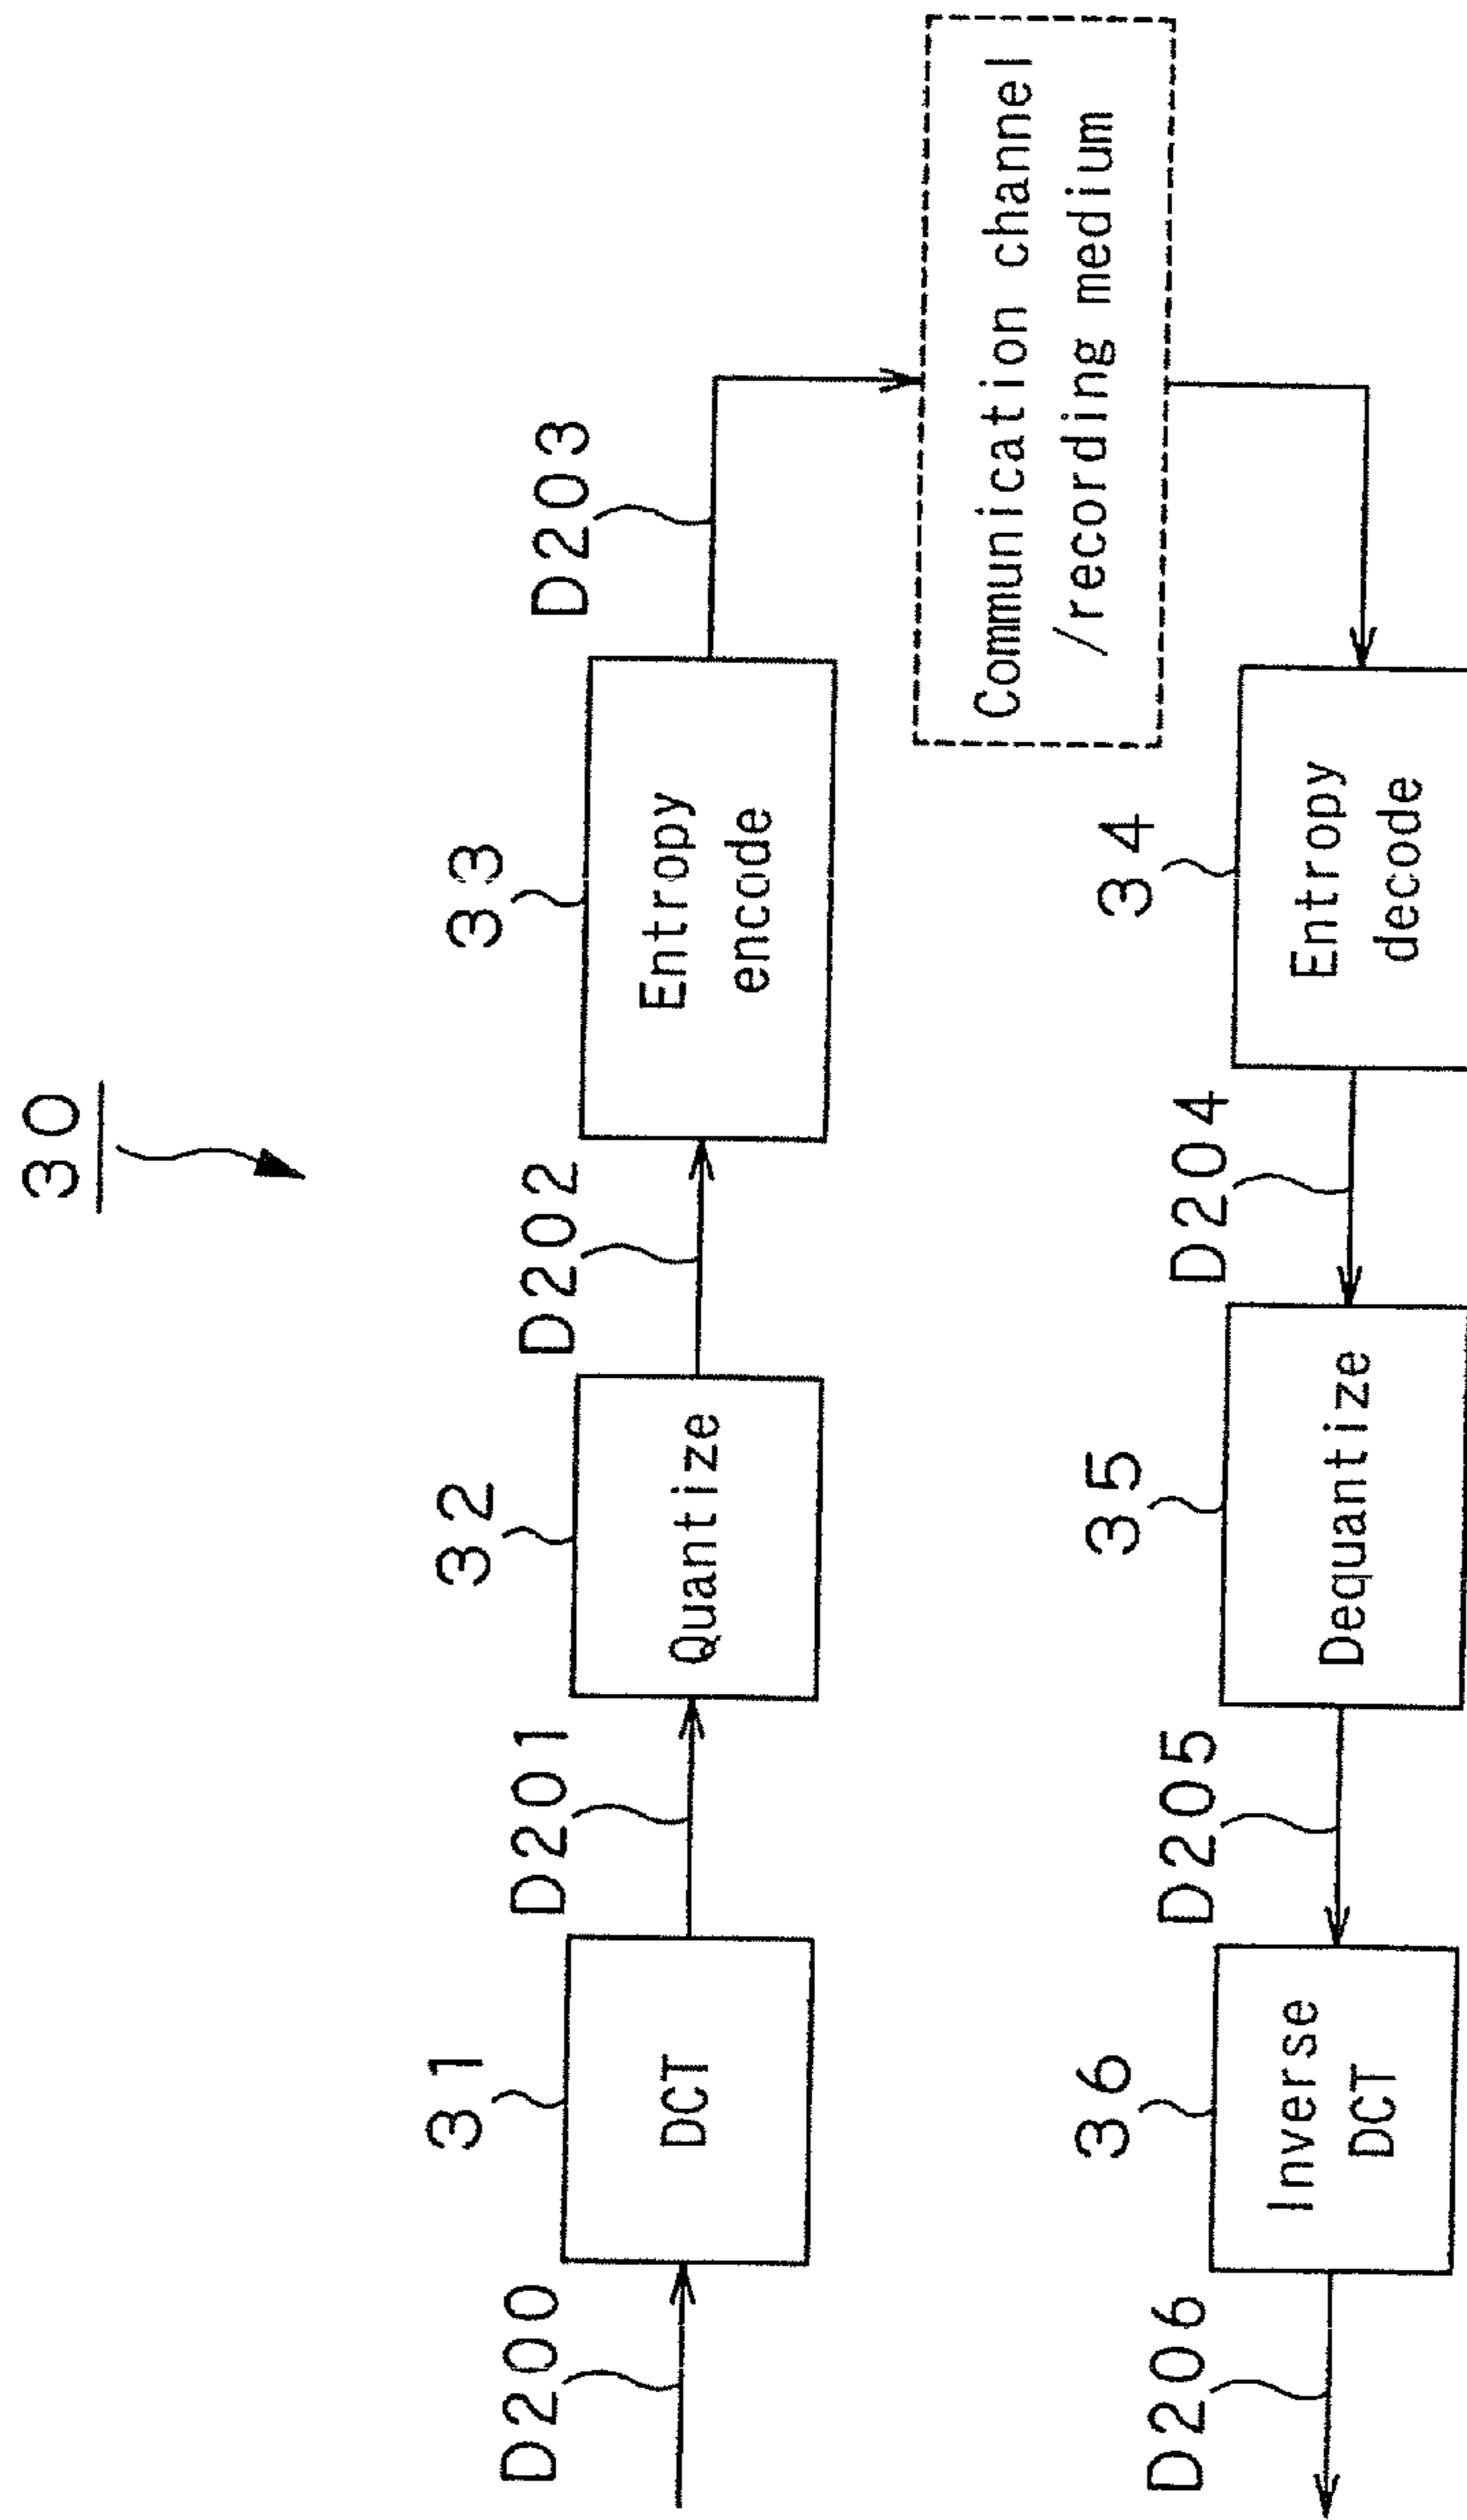 30
31
32
33
D200
D201
D202
D203
DCT
Quantize
Entropy
encode
Communication channel
/recording medium
36
35
34
D206
D205
D204
Inverse
DCT
Dequantize
Entropy
decode